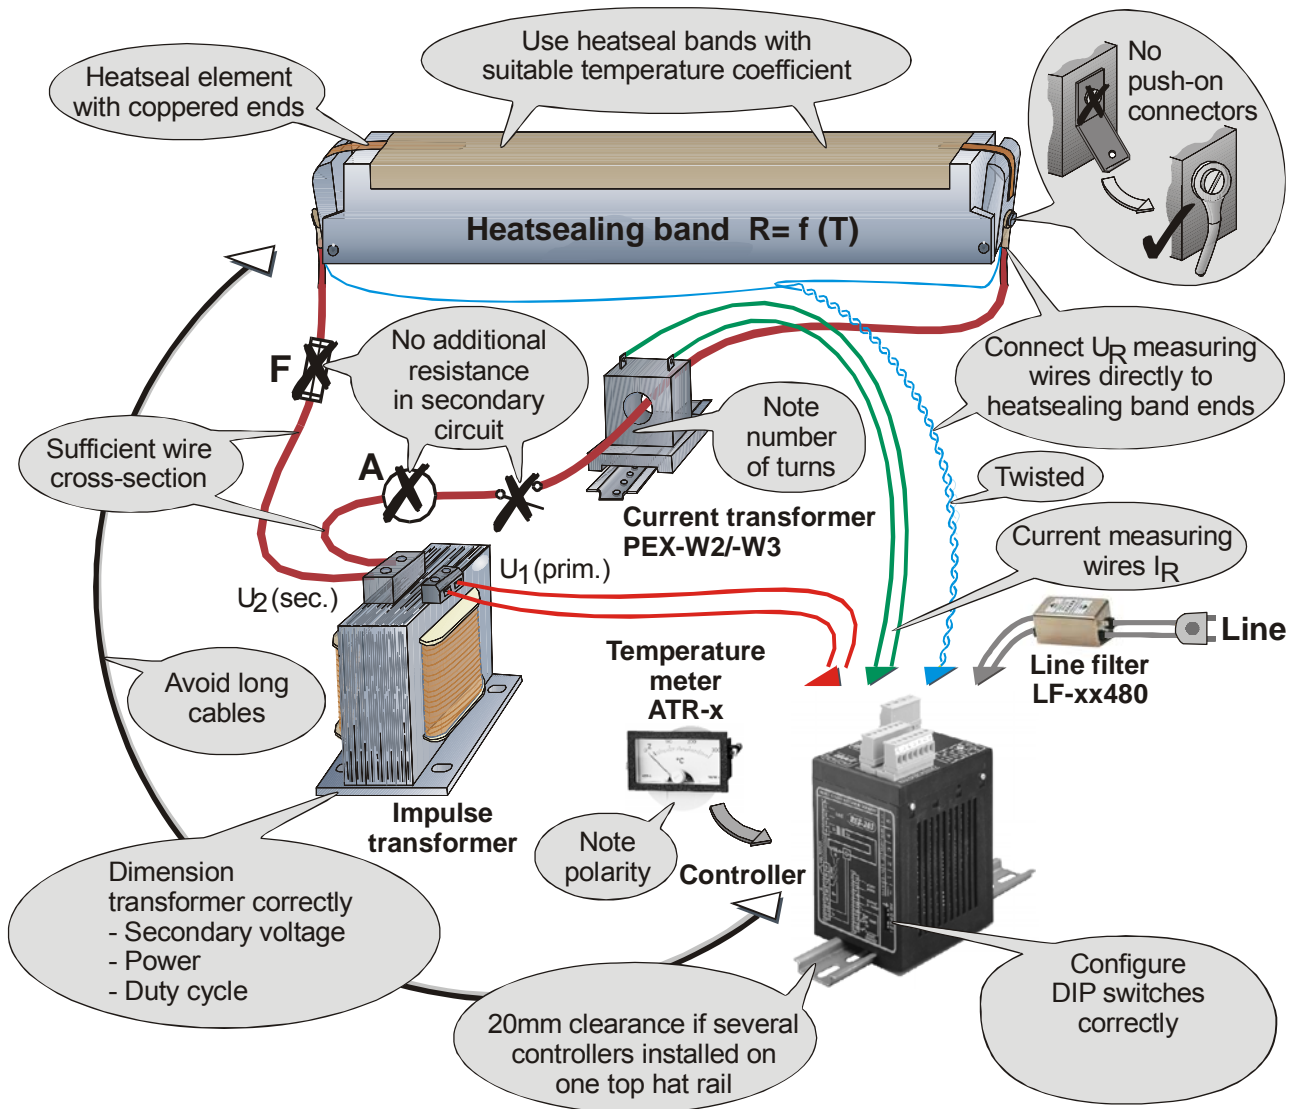 Use heatseal bands with
suitable temperature coefficient
Heatseal element
with coppered ends
No
push-on
connectors
Heatsealing band  R= f (T)
F
No additional
resistance
in secondary
circuit
Connect UR measuring
wires directly to
heatsealing band ends
Note
number
of turns
Sufficient wire
cross-section
A
Twisted
Current transformer
PEX-W2/-W3
Current measuring
wires IR
U1 (prim.)
U2 (sec.)
Line
Line filter
LF-xx480
Temperature
meter
ATR-x
Avoid long
cables
°C
Impulse
transformer
Note
polarity
Controller
Dimension
transformer correctly
- Secondary voltage
- Power
- Duty cycle
Configure
DIP switches
correctly
20mm clearance if several
controllers installed on
one top hat rail